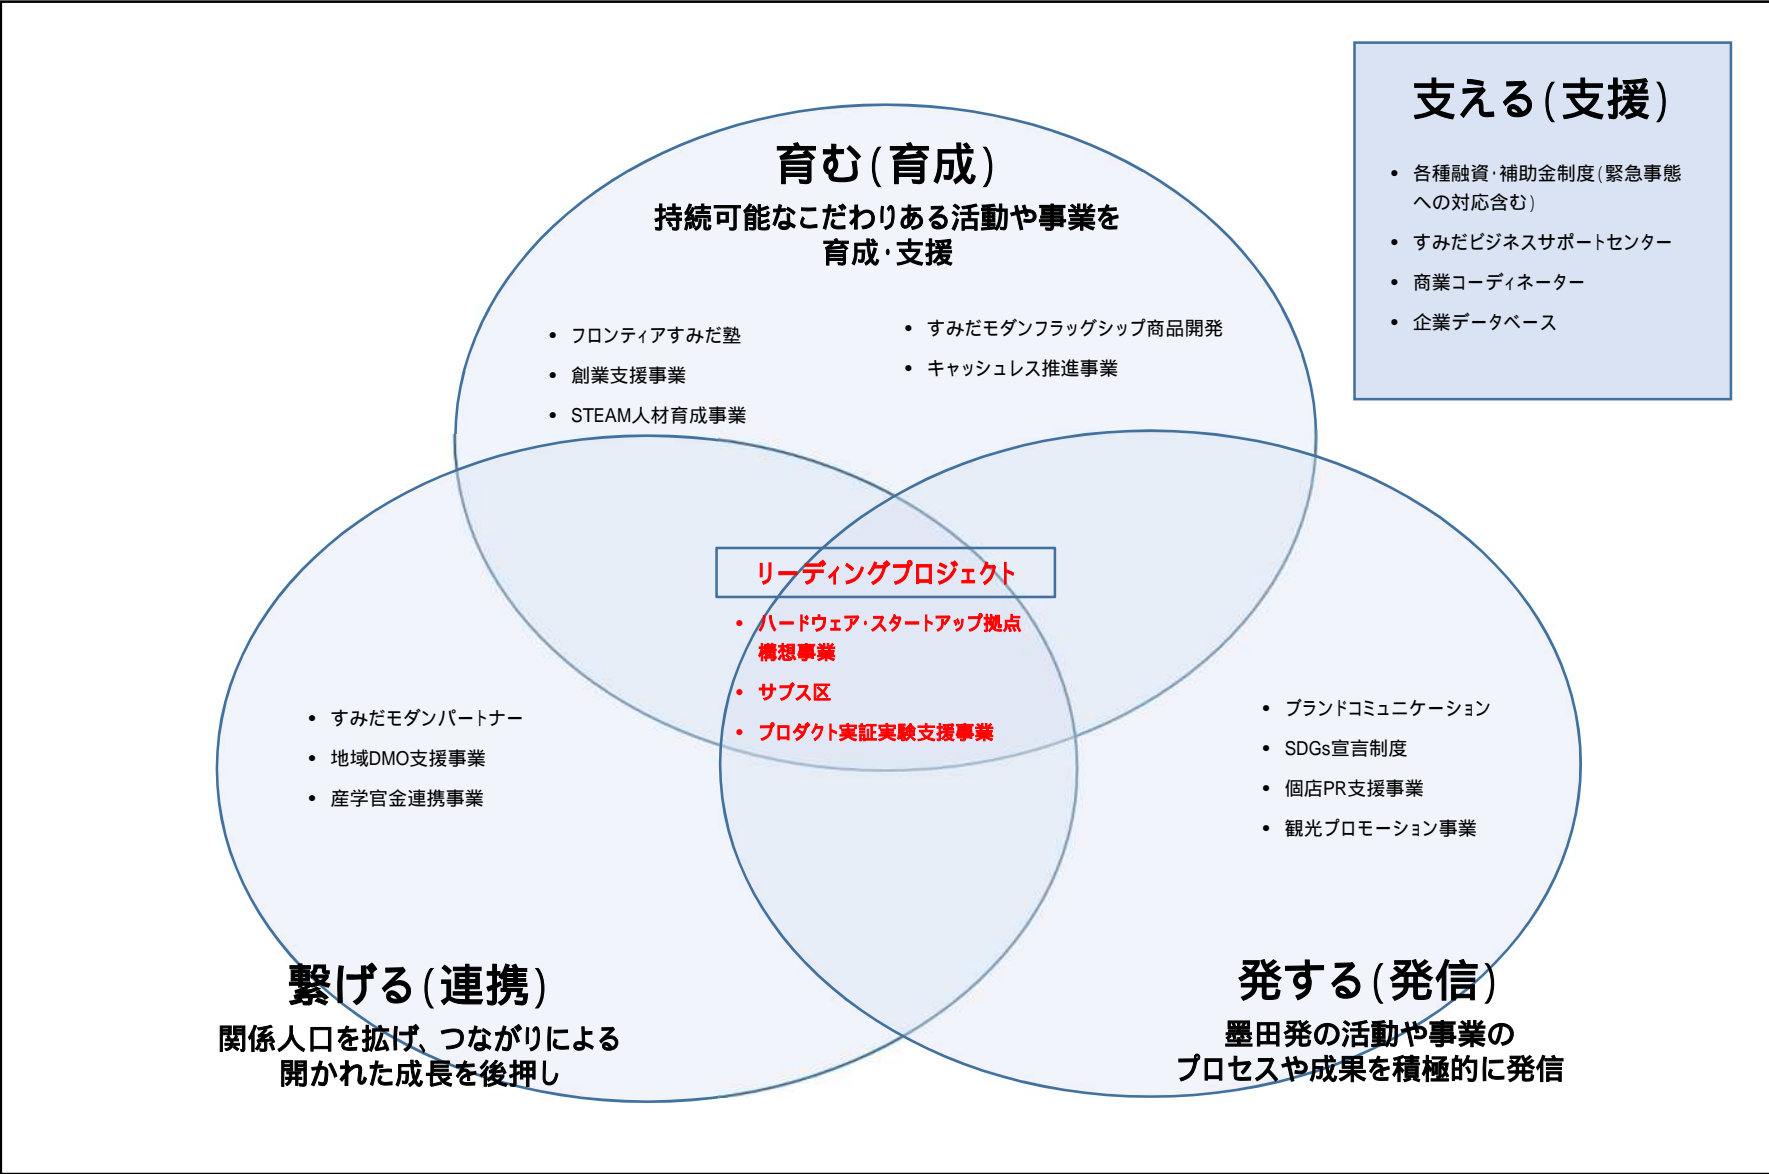 支える(支援)
• 各種融資・補助金制度(緊急事態
への対応含む)
• すみだビジネスサポートセンター
• 商業コーディネーター
• 企業データベース
育む(育成)
持続可能なこだわりある活動や事業を
育成・支援
• フロンティアすみだ塾
• 創業支援事業
• STEAM人材育成事業
• すみだモダンフラッグシップ商品開発
• キャッシュレス推進事業
リーディングプロジェクト
• ハードウェア・スタートアップ拠点
構想事業
• サブス区
• プロダクト実証実験支援事業
• すみだモダンパートナー
• 地域DMO支援事業
• 産学官金連携事業
• ブランドコミュニケーション
• SDGs宣言制度
• 個店PR支援事業
• 観光プロモーション事業
繋げる(連携)
関係人口を拡げ、つながりによる
開かれた成長を後押し
発する(発信)
墨田発の活動や事業の
プロセスや成果を積極的に発信